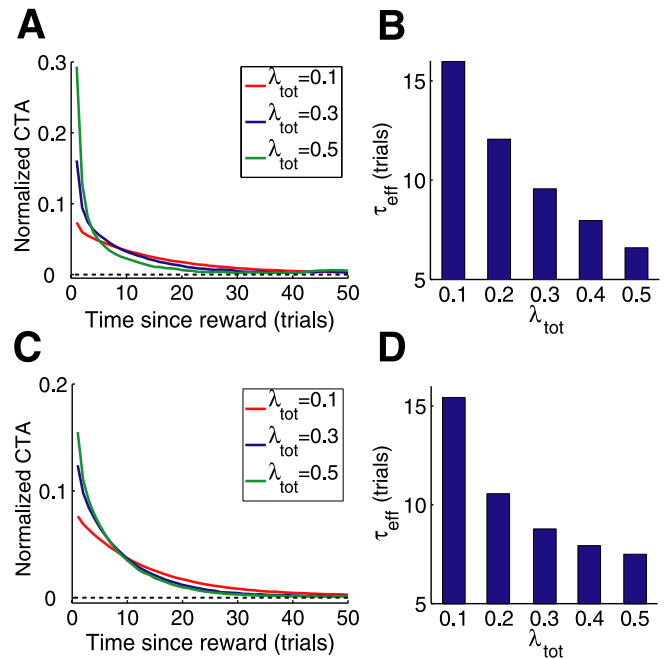 A
Normalized CTA
0.3
0.2
0.1
0
0 10 20 30 40 50
Time since reward (trials)
λtot=0.1
λtot=0.3
λtot=0.5
B
τeff (trials)
15
10
5
0.1 0.2 0.3 0.4 0.5
λtot
C
Normalized CTA
0.2
0.1
0
0 10 20 30 40 50
Time since reward (trials)
λtot=0.1
λtot=0.3
λtot=0.5
D
τeff (trials)
15
10
5
0.1 0.2 0.3 0.4 0.5
λtot